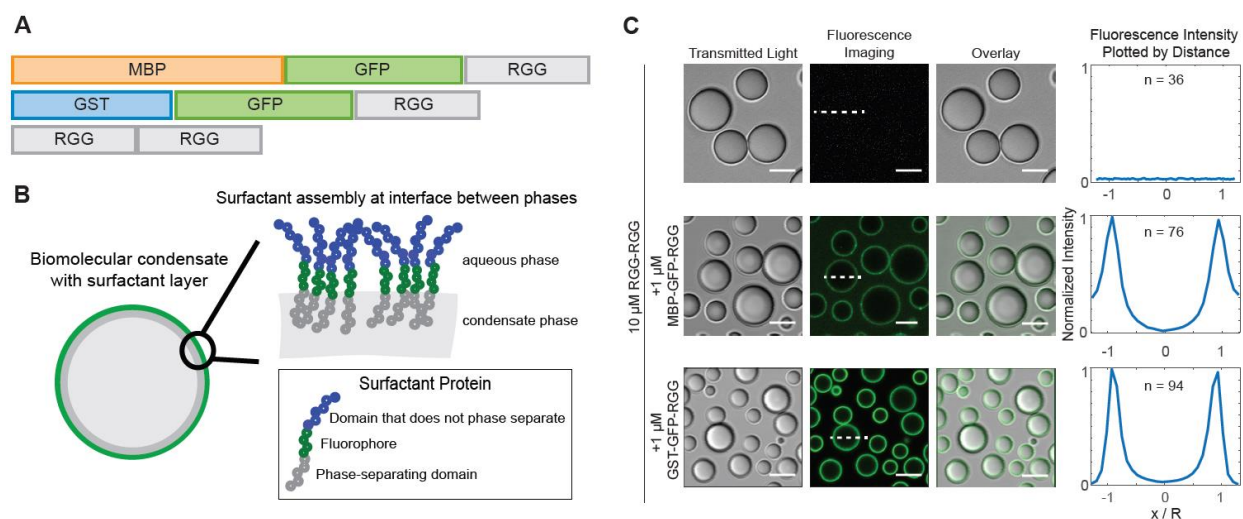 A
MBP GFP RGG
GST GFP RGG
RGG RGG
B
Surfactant assembly at interface between phases
Biomolecular condensate
with surfactant layer
aqueous phase
condensate phase
Surfactant Protein
Domain that does not phase separate
Fluorophore
Phase-separating domain
C
Transmitted Light
Fluorescence
Imaging
Overlay
Fluorescence Intensity
Plotted by Distance
10 µM RGG-RGG
+1 µM
MBP-GFP-RGG
+1 µM
GST-GFP-RGG
Normalized Intensity
1
n = 36
0
-1 0 1
1
n = 76
0
-1 0 1
1
n = 94
0
-1 0 1
x / R